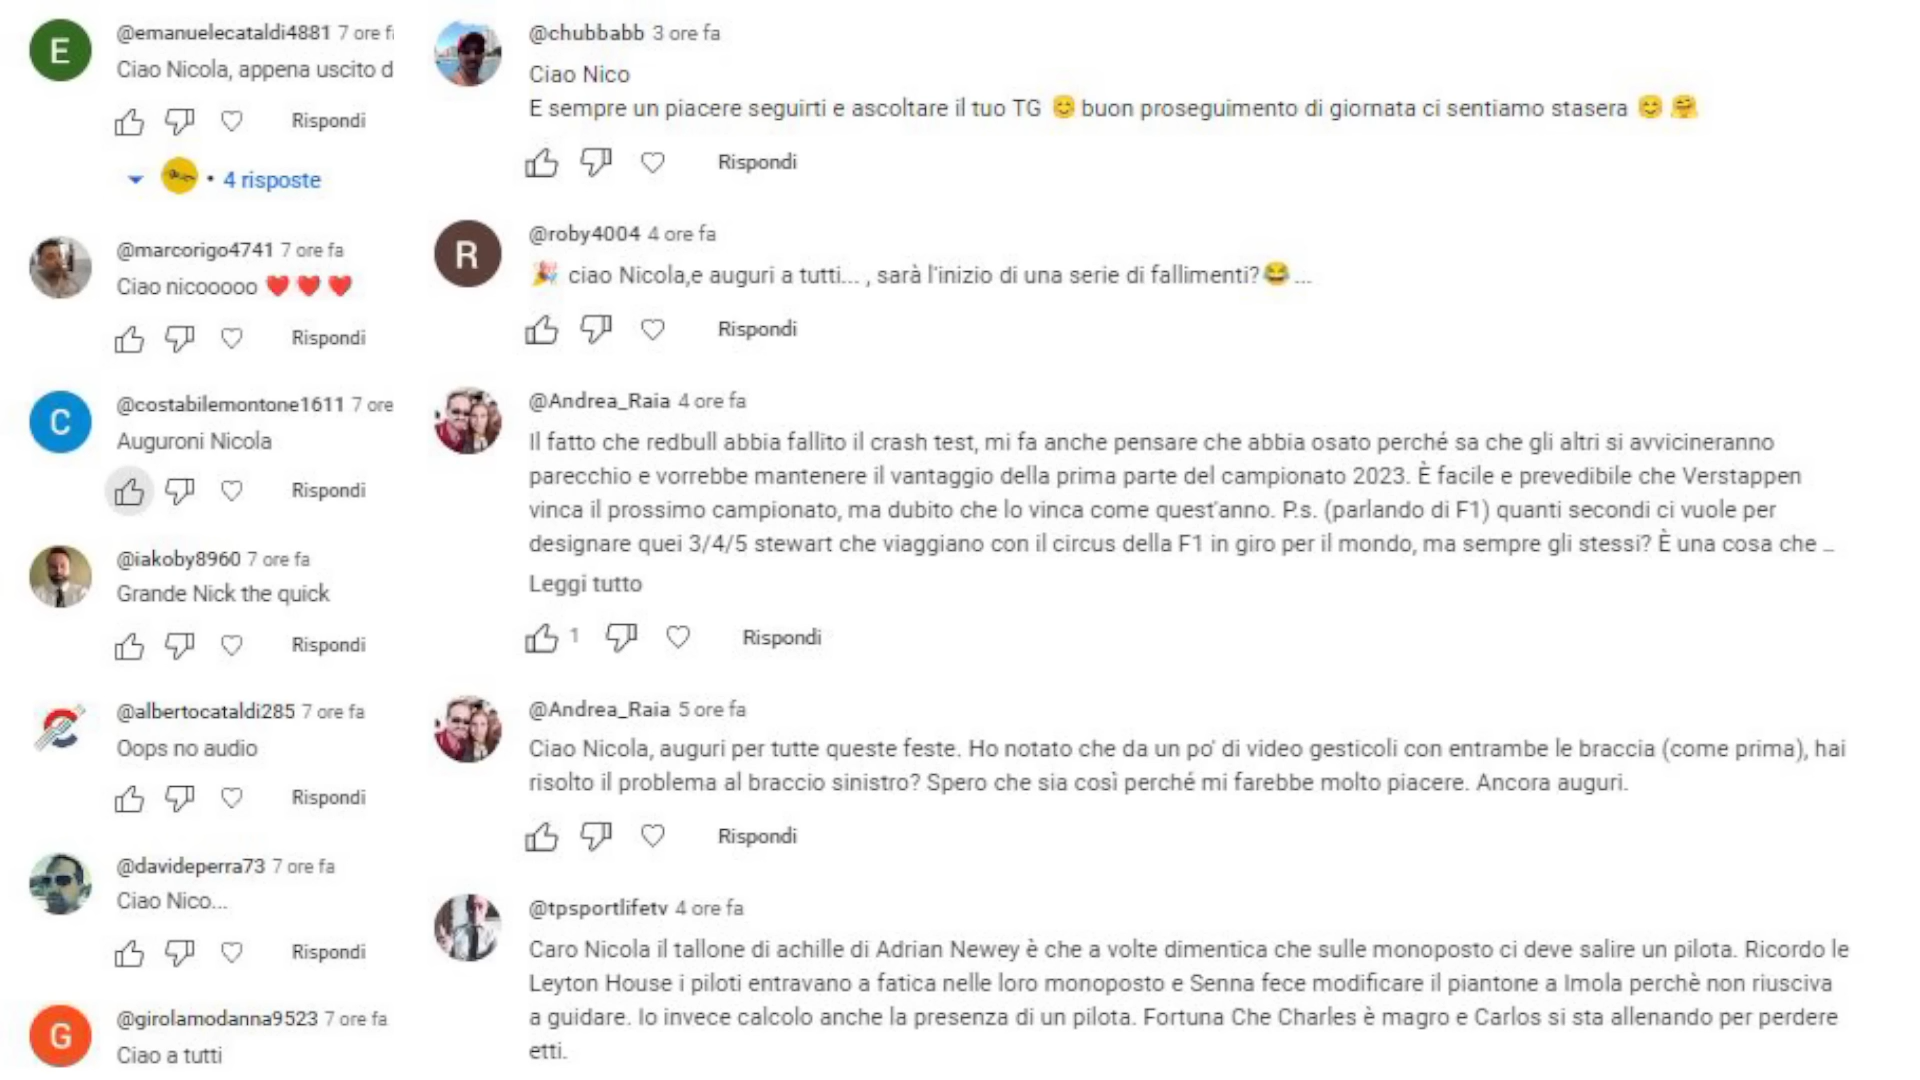 E
@emanuelecataldi4881 7 ore
Ciao Nicola, appena uscito d
Rispondi
4 risposte
@marcorigo4741 7 ore fa
Ciao nicooooo ❤️ ❤️ ❤️
Rispondi
C
@costabilemontone1611 7 ore
Auguroni Nicola
Rispondi
@iakoby8960 7 ore fa
Grande Nick the quick
Rispondi
@albertocataldi285 7 ore fa
Oops no audio
Rispondi
@davideperra73 7 ore fa
Ciao Nico...
Rispondi
G
@girolamodanna9523 7 ore fa
Ciao a tutti
@chubbabb 3 ore fa
Ciao Nico
E sempre un piacere seguirti e ascoltare il tuo TG 😊 buon proseguimento di giornata ci sentiamo stasera 😊 🤗
Rispondi
R
@roby4004 4 ore fa
🎉 ciao Nicola,e auguri a tutti... , sarà l'inizio di una serie di fallimenti?😂 ...
Rispondi
@Andrea_Raia 4 ore fa
Il fatto che redbull abbia fallito il crash test, mi fa anche pensare che abbia osato perché sa che gli altri si avvicineranno
parecchio e vorrebbe mantenere il vantaggio della prima parte del campionato 2023. È facile e prevedibile che Verstappen
vinca il prossimo campionato, ma dubito che lo vinca come quest'anno. P.s. (parlando di F1) quanti secondi ci vuole per
designare quei 3/4/5 stewart che viaggiano con il circus della F1 in giro per il mondo, ma sempre gli stessi? È una cosa che ...
Leggi tutto
1
Rispondi
@Andrea_Raia 5 ore fa
Ciao Nicola, auguri per tutte queste feste. Ho notato che da un po' di video gesticoli con entrambe le braccia (come prima), hai
risolto il problema al braccio sinistro? Spero che sia così perché mi farebbe molto piacere. Ancora auguri.
Rispondi
@tpsportlifetv 4 ore fa
Caro Nicola il tallone di achille di Adrian Newey è che a volte dimentica che sulle monoposto ci deve salire un pilota. Ricordo le
Leyton House i piloti entravano a fatica nelle loro monoposto e Senna fece modificare il piantone a Imola perchè non riusciva
a guidare. Io invece calcolo anche la presenza di un pilota. Fortuna Che Charles è magro e Carlos si sta allenando per perdere
etti.